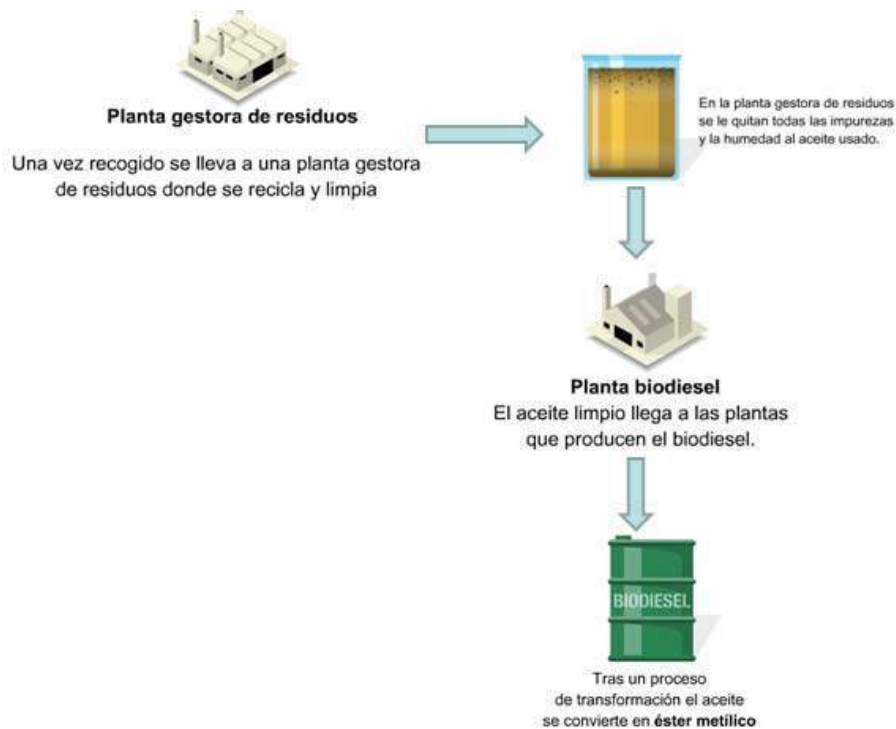 Planta gestora de residuos
Una vez recogido se lleva a una planta gestora
de residuos donde se recicla y limpia
En la planta gestora de residuos
se le quitan todas las impurezas
y la humedad al aceite usado.
Planta biodiesel
El aceite limpio llega a las plantas
que producen el biodiesel.
BIODIESEL
Tras un proceso
de transformación el aceite
se convierte en éster metílico